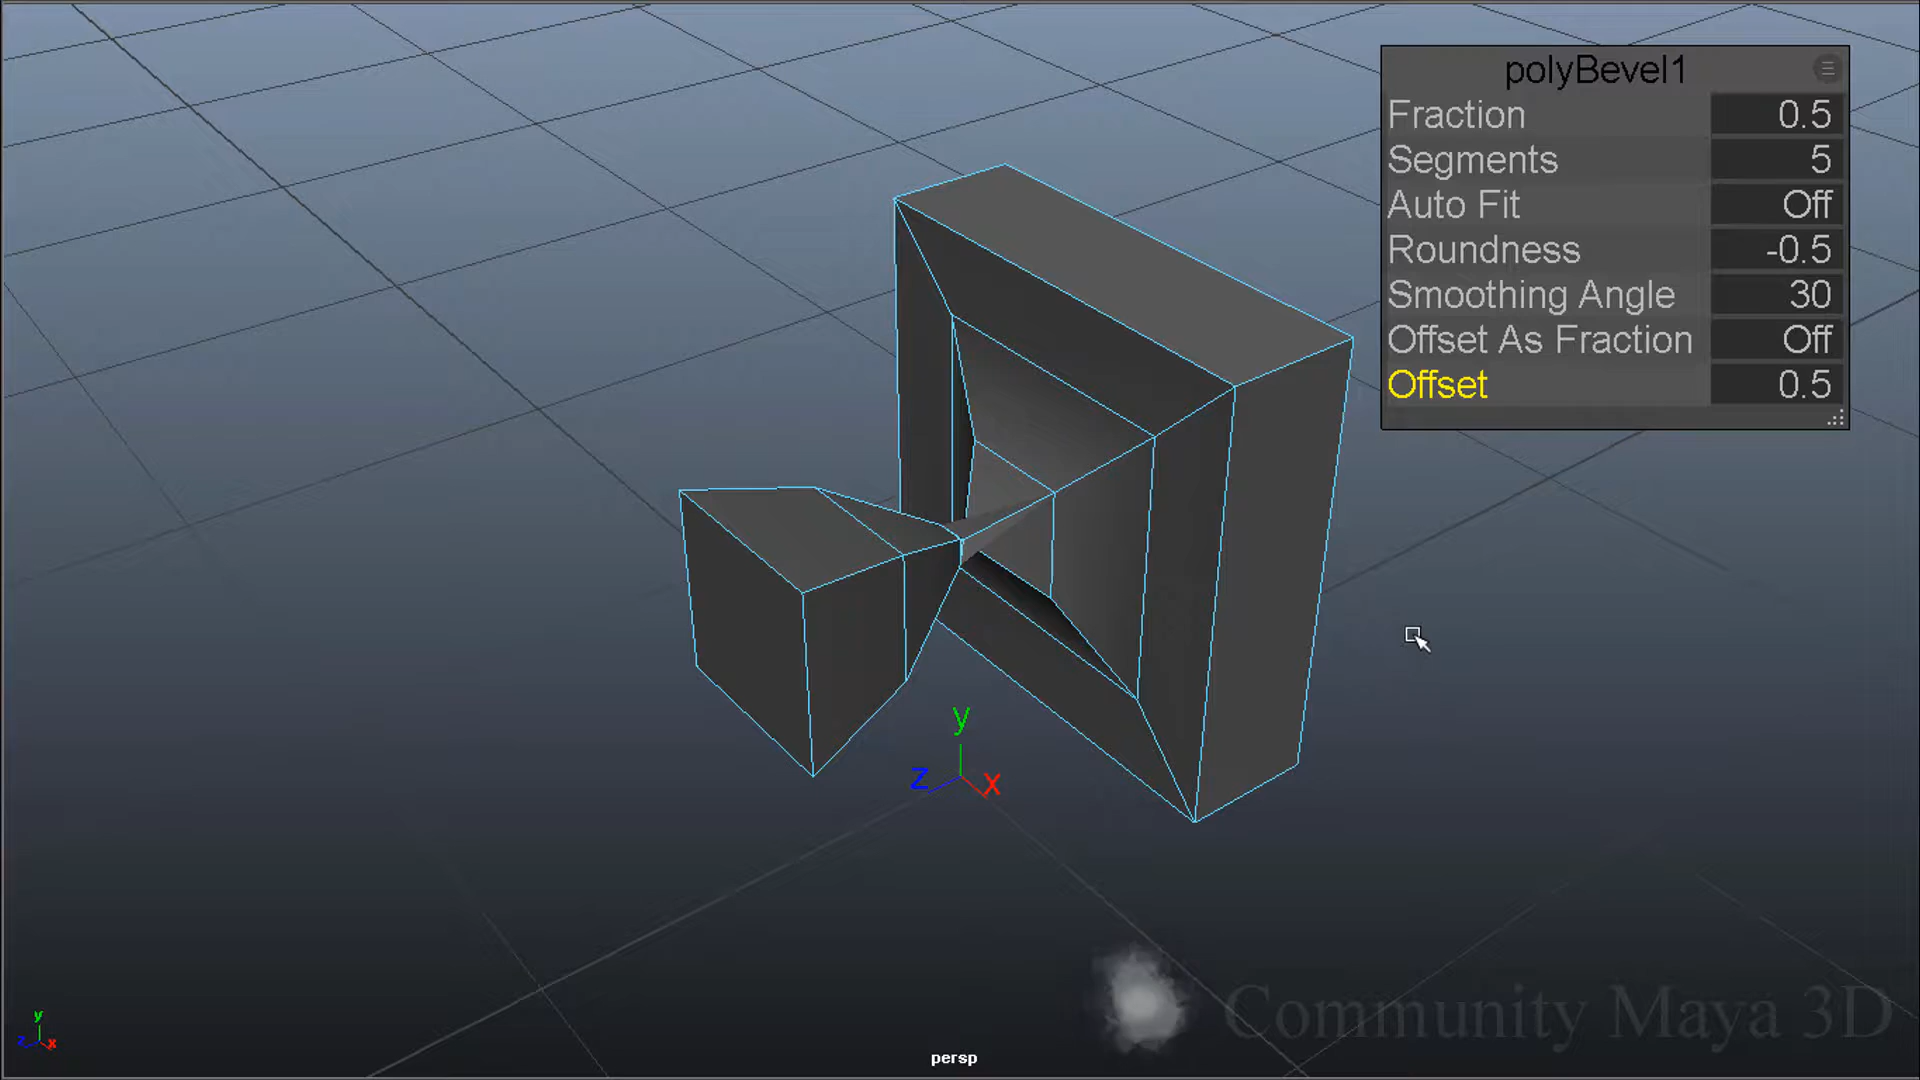 polyBevel1
Fraction 0.5
Segments 5
Auto Fit Off
Roundness -0.5
Smoothing Angle 30
Offset As Fraction Off
Offset 0.5
y
z x
Community Maya 3D
y
z x
persp